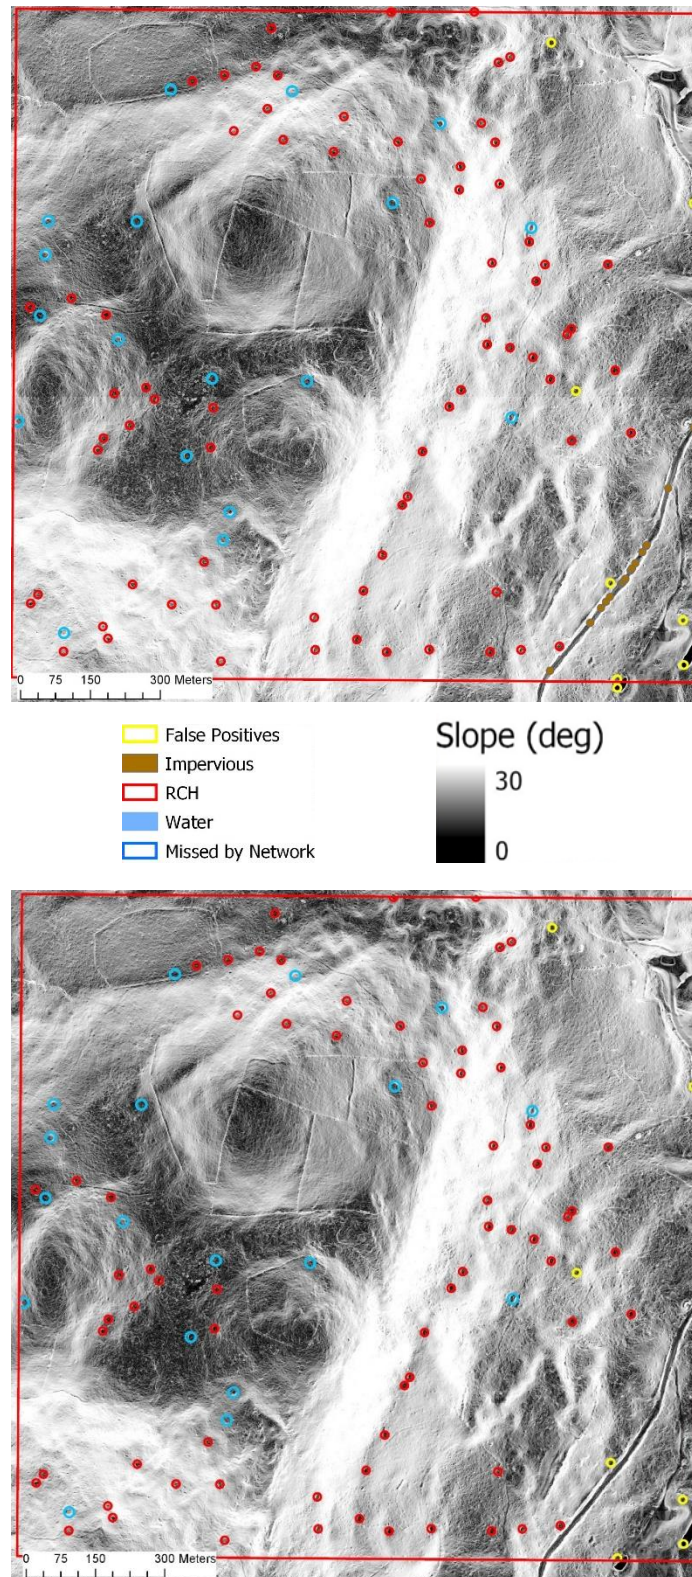 0 75 150 300 Meters
False Positives
Impervious
RCH
Water
Missed by Network
Slope (deg)
30
0
0 75 150 300 Meters